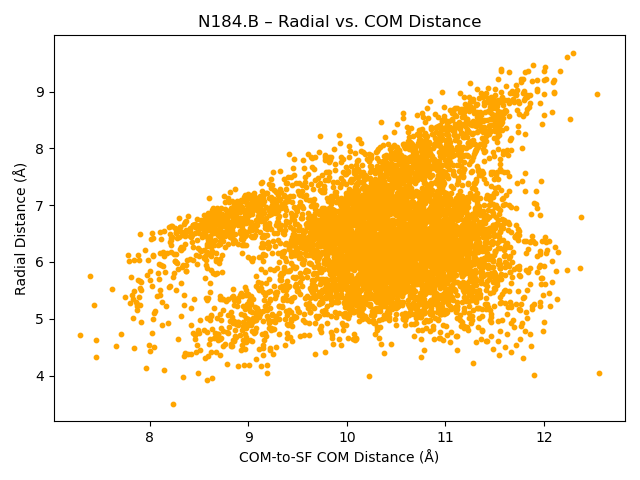 N184.B – Radial vs. COM Distance
Radial Distance (Å)
9
8
7
6
5
4
8 9 10 11 12
COM-to-SF COM Distance (Å)